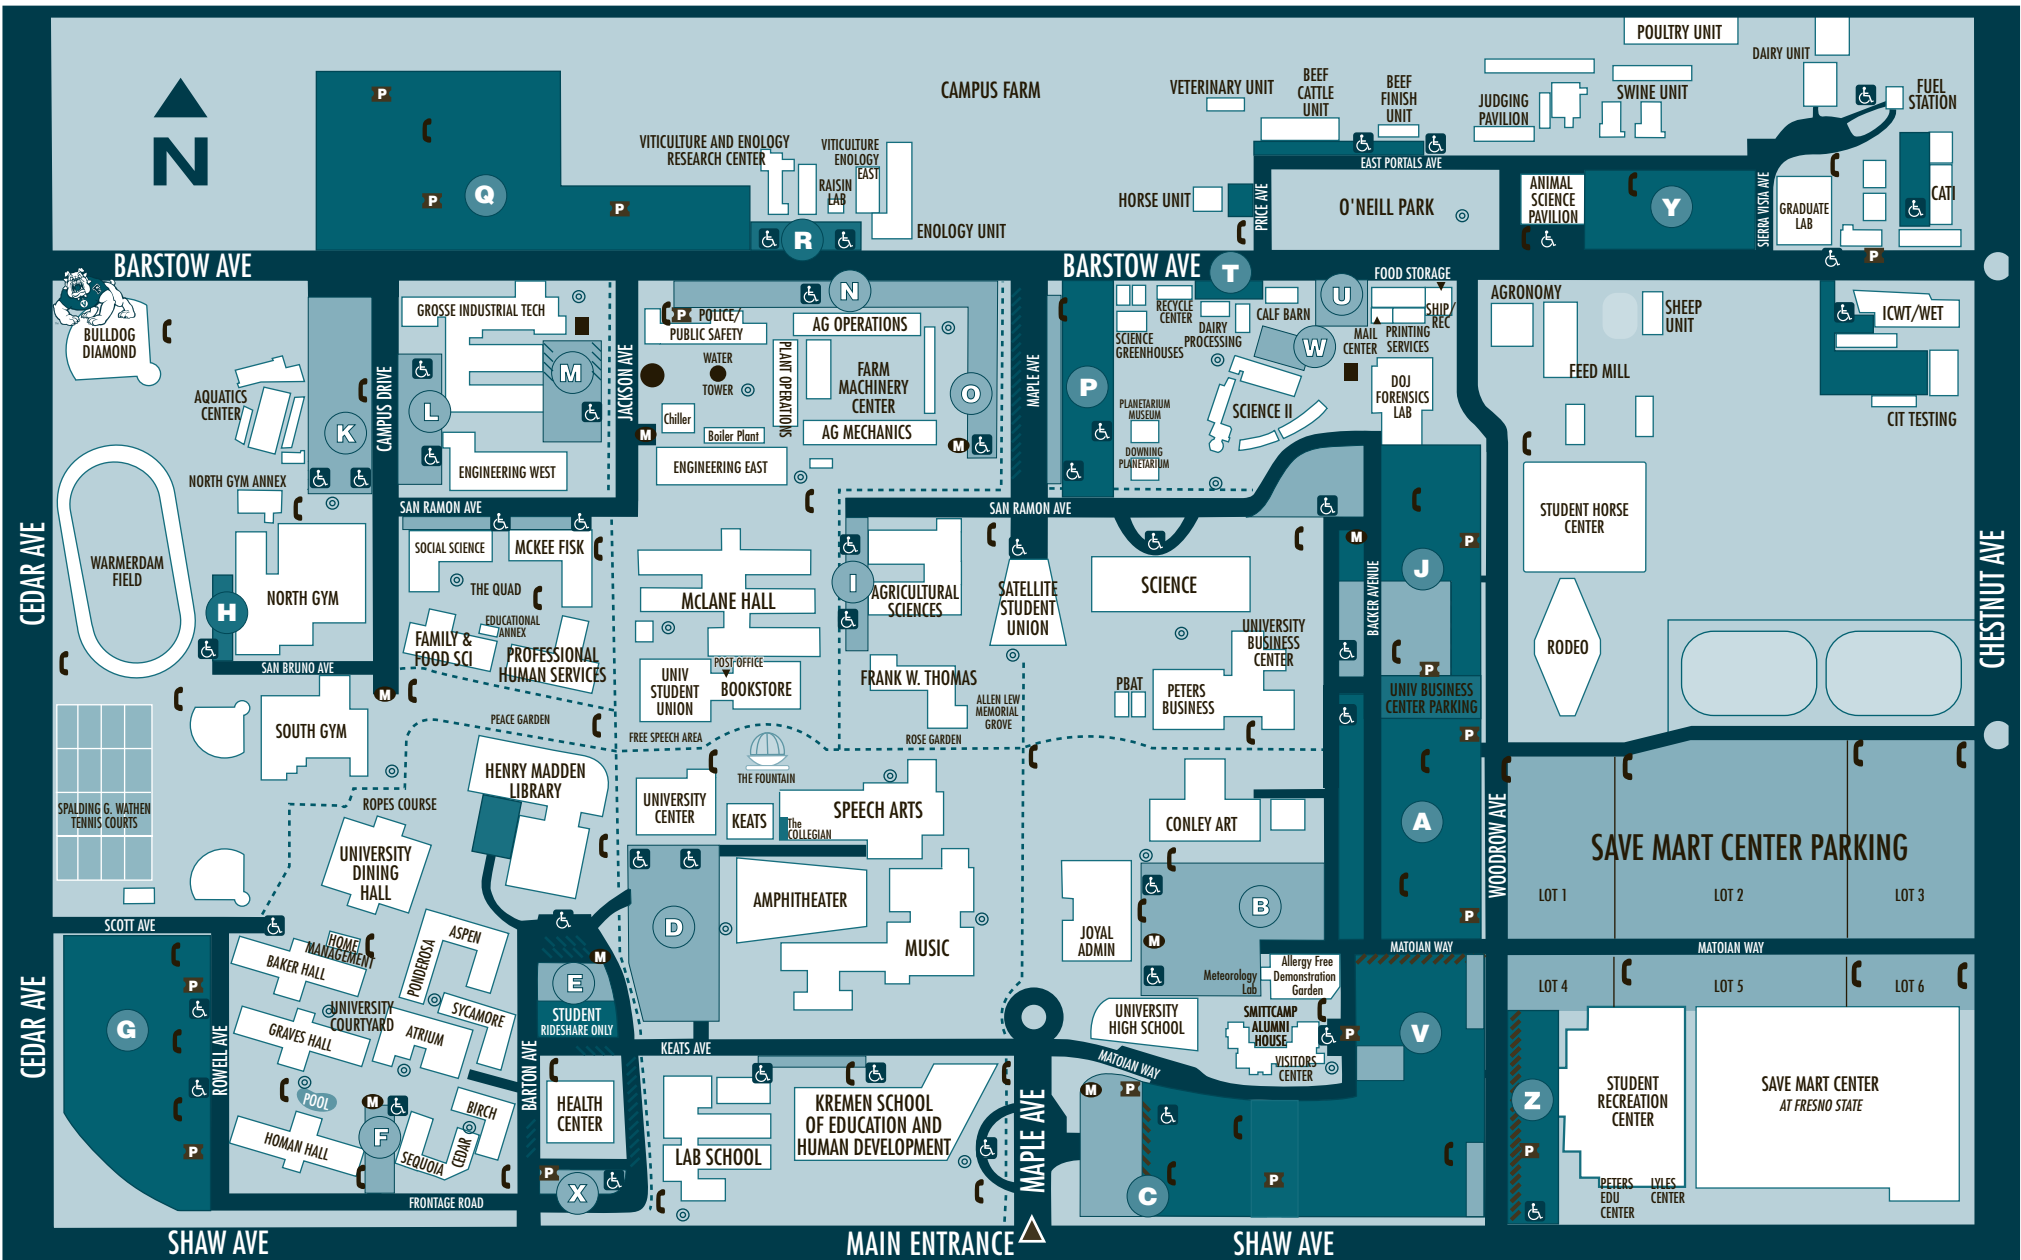 POULTRY UNIT
DAIRY UNIT
CAMPUS FARM
VETERINARY UNIT
BEEF
CATTLE
UNIT
BEEF
FINISH
UNIT
JUDGING
PAVILION
SWINE UNIT
FUEL
STATION
N
P
P
P
Q
VITICULTURE AND ENOLOGY
RESEARCH CENTER
VITICULTURE
ENOLOGY
EAST
RAISIN
LAB
R
ENOLOGY UNIT
EAST PORTALS AVE
HORSE UNIT
PRICE AVE
O'NEILL PARK
ANIMAL
SCIENCE
PAVILION
Y
SIERRA VISTA AVE
GRADUATE
LAB
CATI
P
BARSTOW AVE
BARSTOW AVE
T
BULLDOG
DIAMOND
GROSSE INDUSTRIAL TECH
P
POLICE/
PUBLIC SAFETY
N
AG OPERATIONS
WATER
TOWER
PLANT OPERATIONS
FARM
MACHINERY
CENTER
O
M
Chiller
Boiler Plant
AG MECHANICS
M
ENGINEERING EAST
JACKSON AVE
M
L
ENGINEERING WEST
CAMPUS DRIVE
K
AQUATICS
CENTER
NORTH GYM ANNEX
MAPLE AVE
P
RECYCLE
CENTER
SCIENCE
GREENHOUSES
DAIRY
PROCESSING
CALF BARN
U
FOOD STORAGE
SHIP/
REC
MAIL
CENTER
PRINTING
SERVICES
W
PLANETARIUM
MUSEUM
DOWNING
PLANETARIUM
SCIENCE II
DOJ
FORENSICS
LAB
AGRONOMY
FEED MILL
SHEEP
UNIT
ICWT/WET
CIT TESTING
STUDENT HORSE
CENTER
RODEO
CHESTNUT AVE
CEDAR AVE
WARMERDAM
FIELD
H
NORTH GYM
SAN BRUNO AVE
M
SOUTH GYM
SPALDING G. WATHEN
TENNIS COURTS
SAN RAMON AVE
SAN RAMON AVE
SOCIAL SCIENCE
MCKEE FISK
THE QUAD
EDUCATIONAL
ANNEX
FAMILY &
FOOD SCI
PROFESSIONAL
HUMAN SERVICES
McLANE HALL
I
AGRICULTURAL
SCIENCES
SATELLITE
STUDENT
UNION
SCIENCE
UNIVERSITY
BUSINESS
CENTER
M
BACKER AVENUE
P
J
P
UNIV BUSINESS
CENTER PARKING
P
UNIV
STUDENT
UNION
POST OFFICE
BOOKSTORE
FRANK W. THOMAS
ALLEN LEW
MEMORIAL
GROVE
ROSE GARDEN
PBAT
PETERS
BUSINESS
PEACE GARDEN
FREE SPEECH AREA
THE FOUNTAIN
HENRY MADDEN
LIBRARY
ROPES COURSE
UNIVERSITY
CENTER
KEATS
The
COLLEGIAN
SPEECH ARTS
CONLEY ART
A
WOODROW AVE
SAVE MART CENTER PARKING
LOT 1
LOT 2
LOT 3
P
UNIVERSITY
DINING
HALL
AMPHITHEATER
MUSIC
D
JOYAL
ADMIN
B
M
SCOTT AVE
MATOIAN WAY
MATOIAN WAY
HOME
MANAGEMENT
BAKER HALL
PONDEROSA
ASPEN
UNIVERSITY
COURTYARD
SYCAMORE
GRAVES HALL
ATRIUM
M
E
STUDENT
RIDESHARE ONLY
Meteorology
Lab
Allergy Free
Demonstration
Garden
UNIVERSITY
HIGH SCHOOL
SMITTCAMP
ALUMNI
HOUSE
VISITORS
CENTER
P
V
LOT 4
LOT 5
LOT 6
CEDAR AVE
G
P
P
ROWELL AVE
KEATS AVE
MATOIAN WAY
POOL
HOMAN HALL
M
F
BIRCH
SEQUOIA
CEDAR
BARTON AVE
HEALTH
CENTER
P
X
LAB SCHOOL
KREMEN SCHOOL
OF EDUCATION AND
HUMAN DEVELOPMENT
MAPLE AVE
M
P
C
P
Z
P
STUDENT
RECREATION
CENTER
PETERS
EDU
CENTER
LYLES
CENTER
SAVE MART CENTER
AT FRESNO STATE
FRONTAGE ROAD
SHAW AVE
MAIN ENTRANCE
SHAW AVE